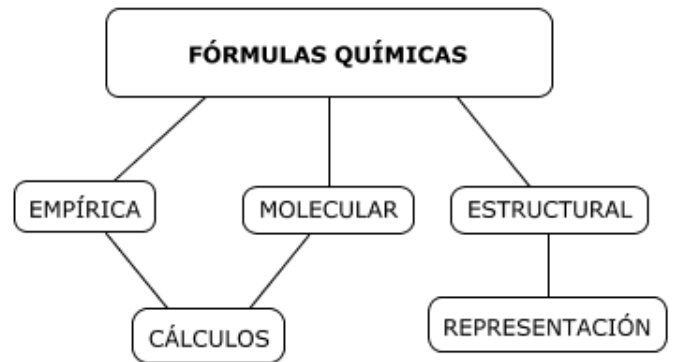 FÓRMULAS QUÍMICAS
EMPÍRICA
MOLECULAR
ESTRUCTURAL
CÁLCULOS
REPRESENTACIÓN